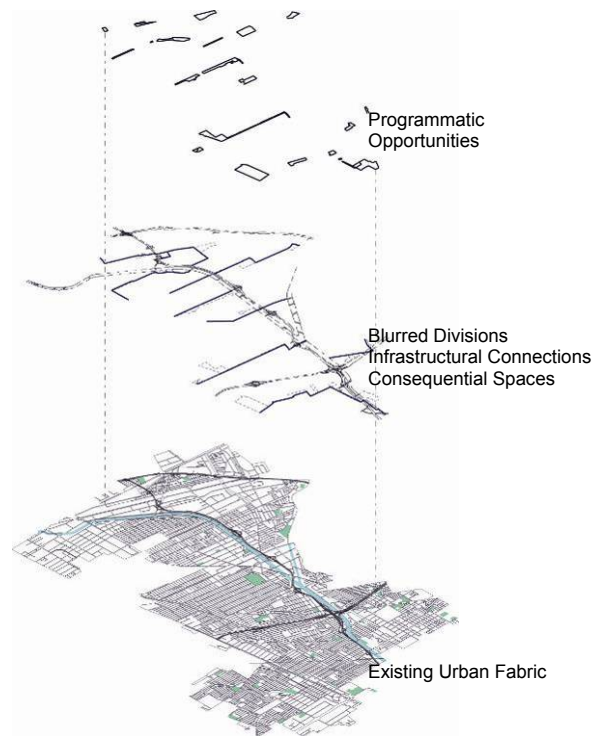 Programmatic
Opportunities
Blurred Divisions
Infrastructural Connections
Consequential Spaces
Existing Urban Fabric